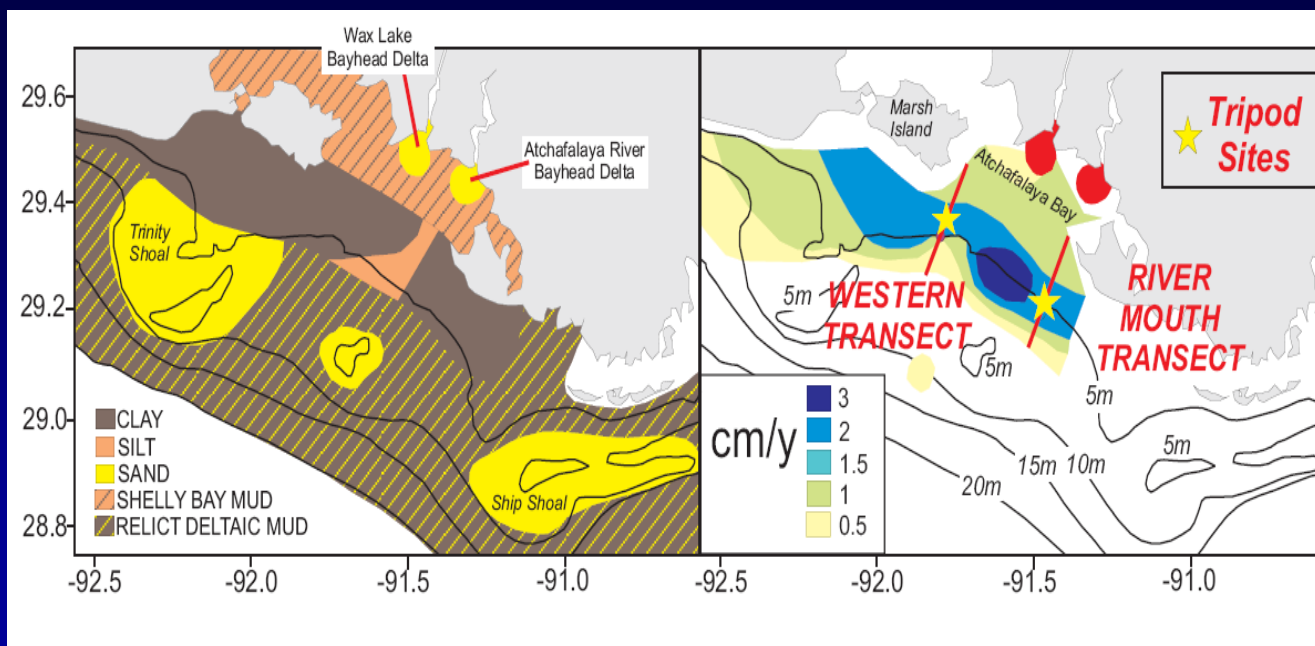 Wax Lake
Bayhead Delta
Atchafalaya River
Bayhead Delta
Trinity
Shoal
Ship Shoal
CLAY
SILT
SAND
SHELLY BAY MUD
RELICT DELTAIC MUD
29.6
29.4
29.2
29.0
28.8
-92.5
-92.0
-91.5
-91.0
Marsh
Island
Atchafalaya Bay
Tripod
Sites
5m
WESTERN
TRANSECT
RIVER
MOUTH
TRANSECT
5m
5m
5m
10m
15m
20m
cm/y
3
2
1.5
1
0.5
-92.5
-92.0
-91.5
-91.0